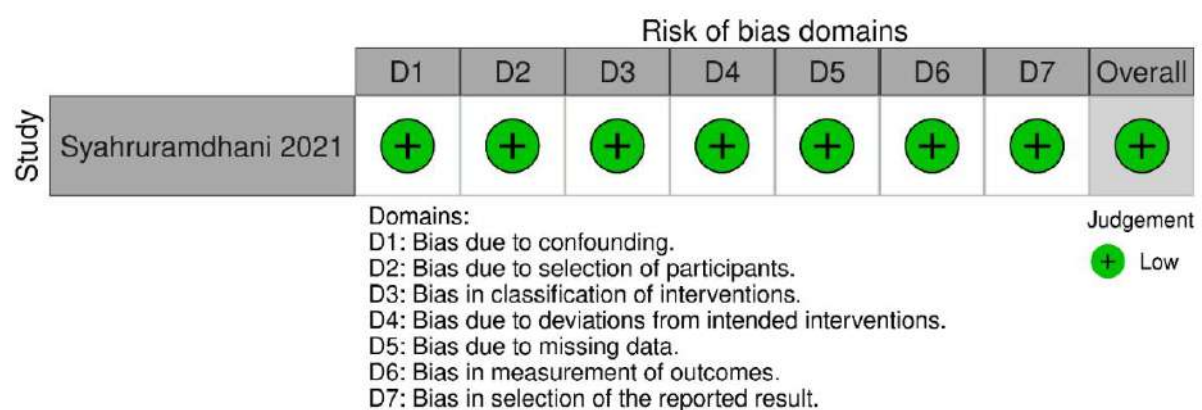 Risk of bias domains
D1 D2 D3 D4 D5 D6 D7 Overall
Study
Syahruramdhani 2021 + + + + + + + +
Domains:
D1: Bias due to confounding.
D2: Bias due to selection of participants.
D3: Bias in classification of interventions.
D4: Bias due to deviations from intended interventions.
D5: Bias due to missing data.
D6: Bias in measurement of outcomes.
D7: Bias in selection of the reported result.
Judgement
+ Low